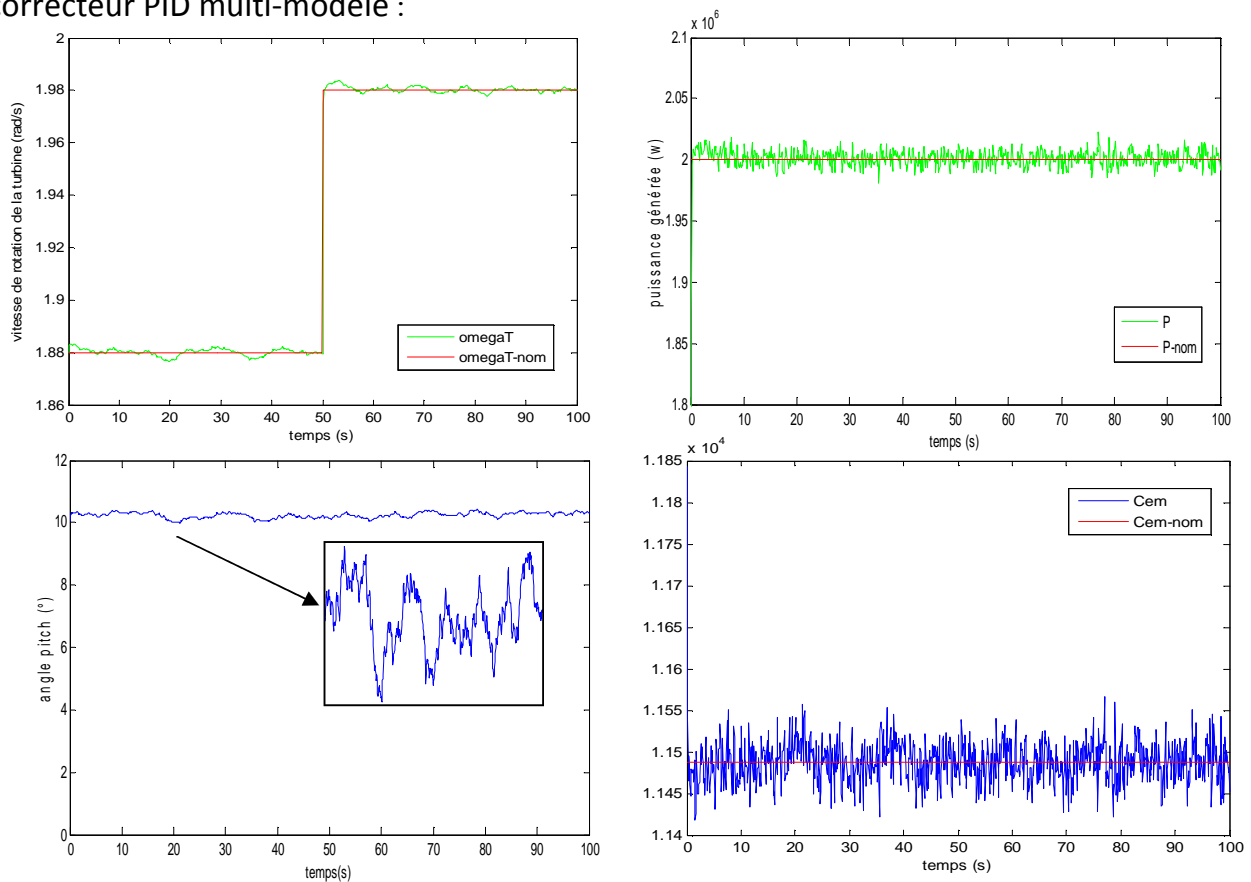 correcteur PID multi-modèle :
2
1.98
1.96
1.94
1.92
1.9
1.88
1.86
0 10 20 30 40 50 60 70 80 90 100
temps (s)
vitesse de rotation de la turbine (rad/s)
omegaT
omegaT-nom
x 10^6
2.1
2.05
2
1.95
1.9
1.85
1.8
0 10 20 30 40 50 60 70 80 90 100
temps (s)
puissance générée (w)
P
P-nom
12
10
8
6
4
2
0
0 10 20 30 40 50 60 70 80 90 100
temps(s)
angle pitch (°)
x 10^4
1.185
1.18
1.175
1.17
1.165
1.16
1.155
1.15
1.145
1.14
0 10 20 30 40 50 60 70 80 90 100
temps (s)
Cem
Cem-nom